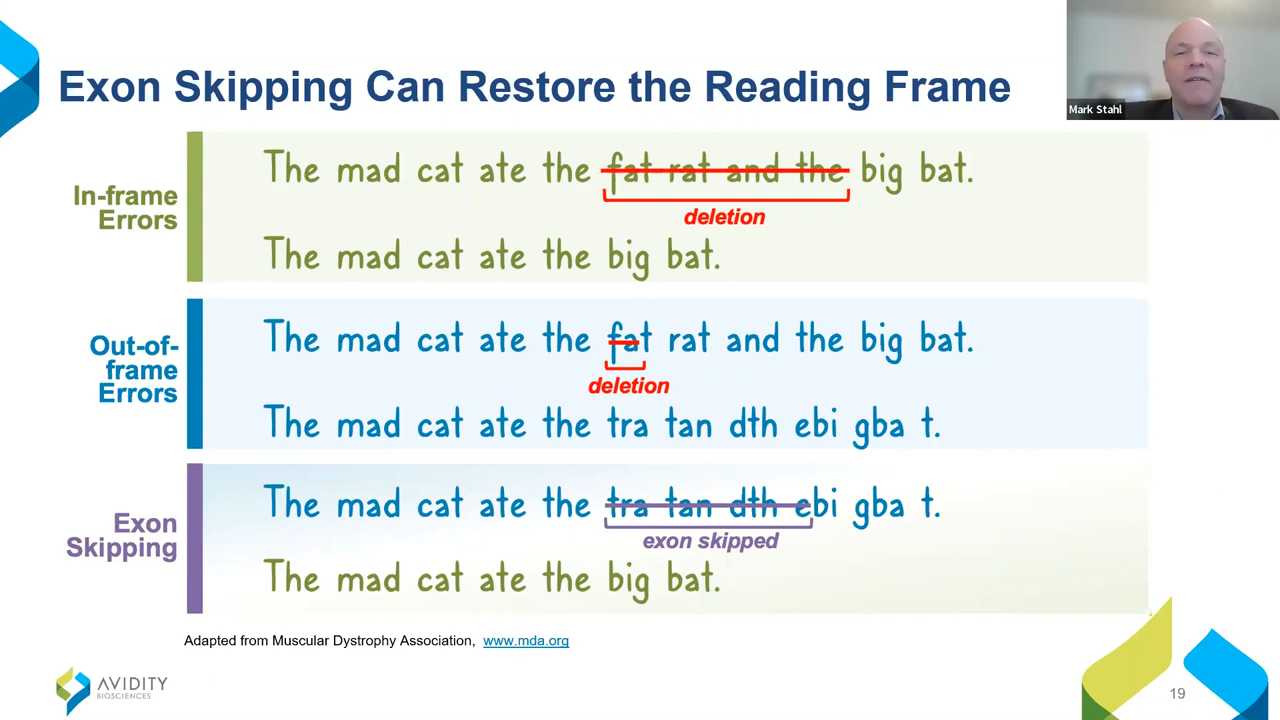 Exon Skipping Can Restore the Reading Frame
Mark Stahl
In-frame
Errors
The mad cat ate the fat rat and the big bat.
deletion
The mad cat ate the big bat.
Out-of-
frame
Errors
The mad cat ate the fat rat and the big bat.
deletion
The mad cat ate the tra tan dth ebi gba t.
Exon
Skipping
The mad cat ate the tra tan dth ebi gba t.
exon skipped
The mad cat ate the big bat.
Adapted from Muscular Dystrophy Association, www.mda.org
AVIDITY
BIOSCIENCES
19